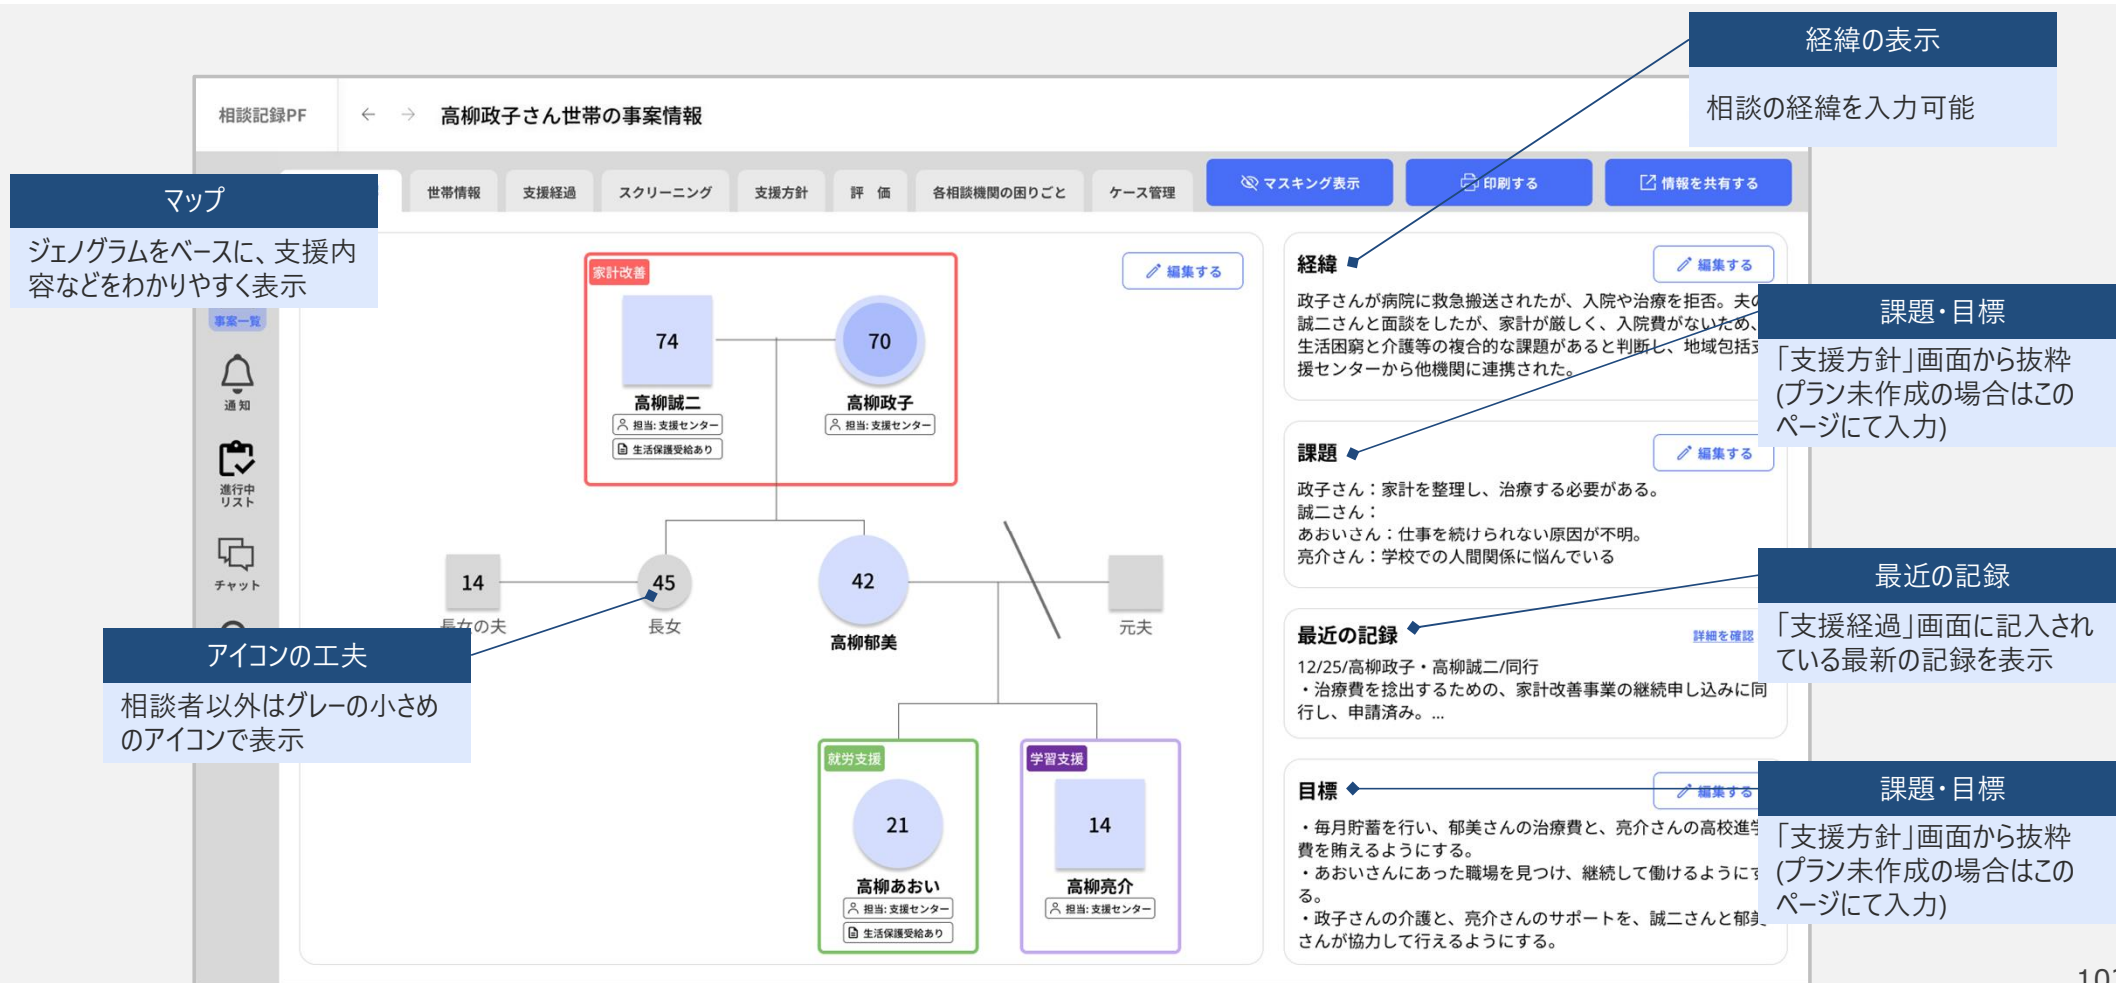 経緯の表示
相談の経緯を入力可能
相談記録PF
← → 高柳政子さん世帯の事案情報
マップ
ジェノグラムをベースに、支援内
容などをわかりやすく表示
世帯情報
支援経過
スクリーニング
支援方針
評 価
各相談機関の困りごと
ケース管理
マスキング表示
印刷する
情報を共有する
事案一覧
通知
進行中
リスト
チャット
編集する
家計改善
74
70
高柳誠二
担当: 支援センター
生活保護受給あり
高柳政子
担当: 支援センター
14
長女の夫
45
長女
42
高柳郁美
元夫
アイコンの工夫
相談者以外はグレーの小さめ
のアイコンで表示
就労支援
21
高柳あおい
担当: 支援センター
生活保護受給あり
学習支援
14
高柳亮介
担当: 支援センター
経緯
編集する
政子さんが病院に救急搬送されたが、入院や治療を拒否。夫の
誠二さんと面談をしたが、家計が厳しく、入院費がないため、
生活困窮と介護等の複合的な課題があると判断し、地域包括支
援センターから他機関に連携された。
課題・目標
「支援方針」画面から抜粋
(プラン未作成の場合はこの
ページにて入力)
課題
編集する
政子さん：家計を整理し、治療する必要がある。
誠二さん：
あおいさん：仕事を続けられない原因が不明。
亮介さん：学校での人間関係に悩んでいる
最近の記録
「支援経過」画面に記入され
ている最新の記録を表示
最近の記録
詳細を確認
12/25/高柳政子・高柳誠二/同行
・治療費を捻出するための、家計改善事業の継続申し込みに同
行し、申請済み。...
課題・目標
「支援方針」画面から抜粋
(プラン未作成の場合はこの
ページにて入力)
目標
編集する
・毎月貯蓄を行い、郁美さんの治療費と、亮介さんの高校進学
費を賄えるようにする。
・あおいさんにあった職場を見つけ、継続して働けるようにす
る。
・政子さんの介護と、亮介さんのサポートを、誠二さんと郁美
さんが協力して行えるようにする。